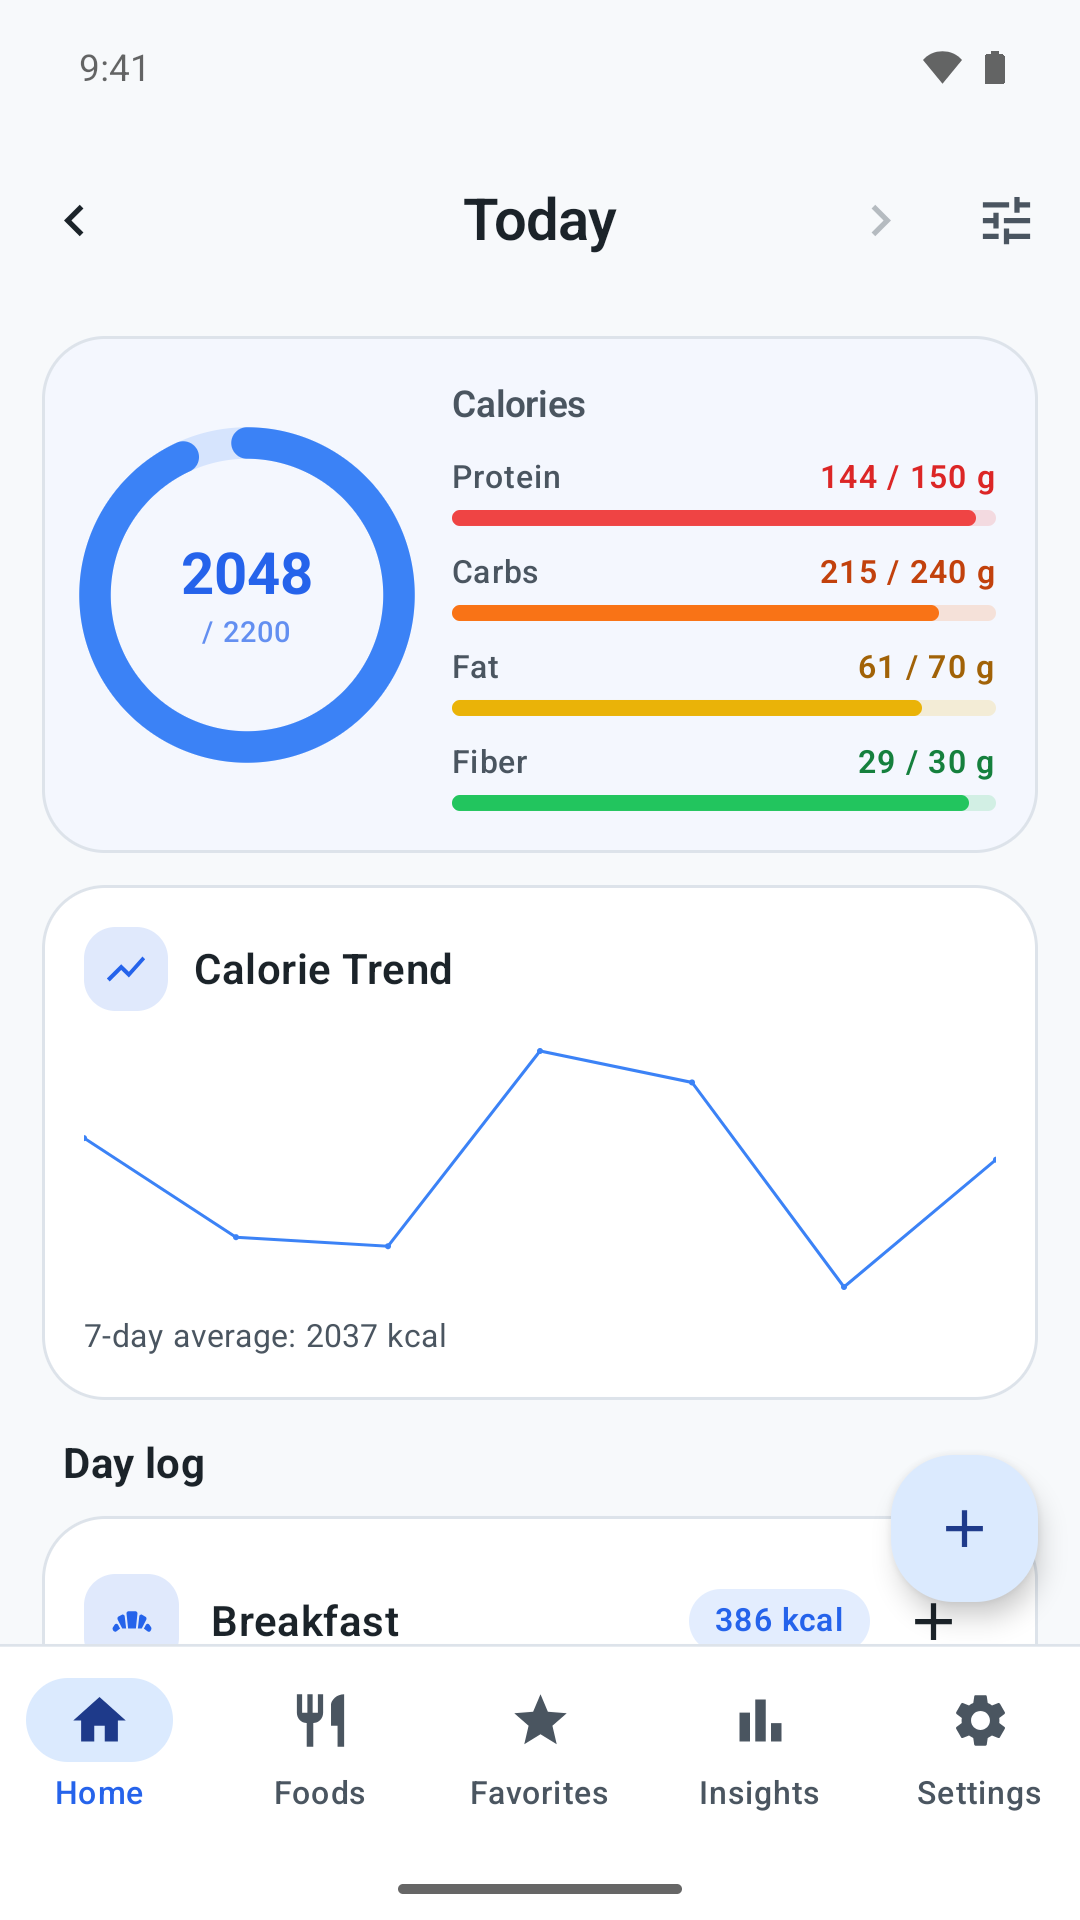 9:41
Today
Calories
Protein 144 / 150 g
Carbs 215 / 240 g
Fat 61 / 70 g
Fiber 29 / 30 g
2048
/ 2200
Calorie Trend
7-day average: 2037 kcal
Day log
Breakfast 386 kcal
Home Foods Favorites Insights Settings